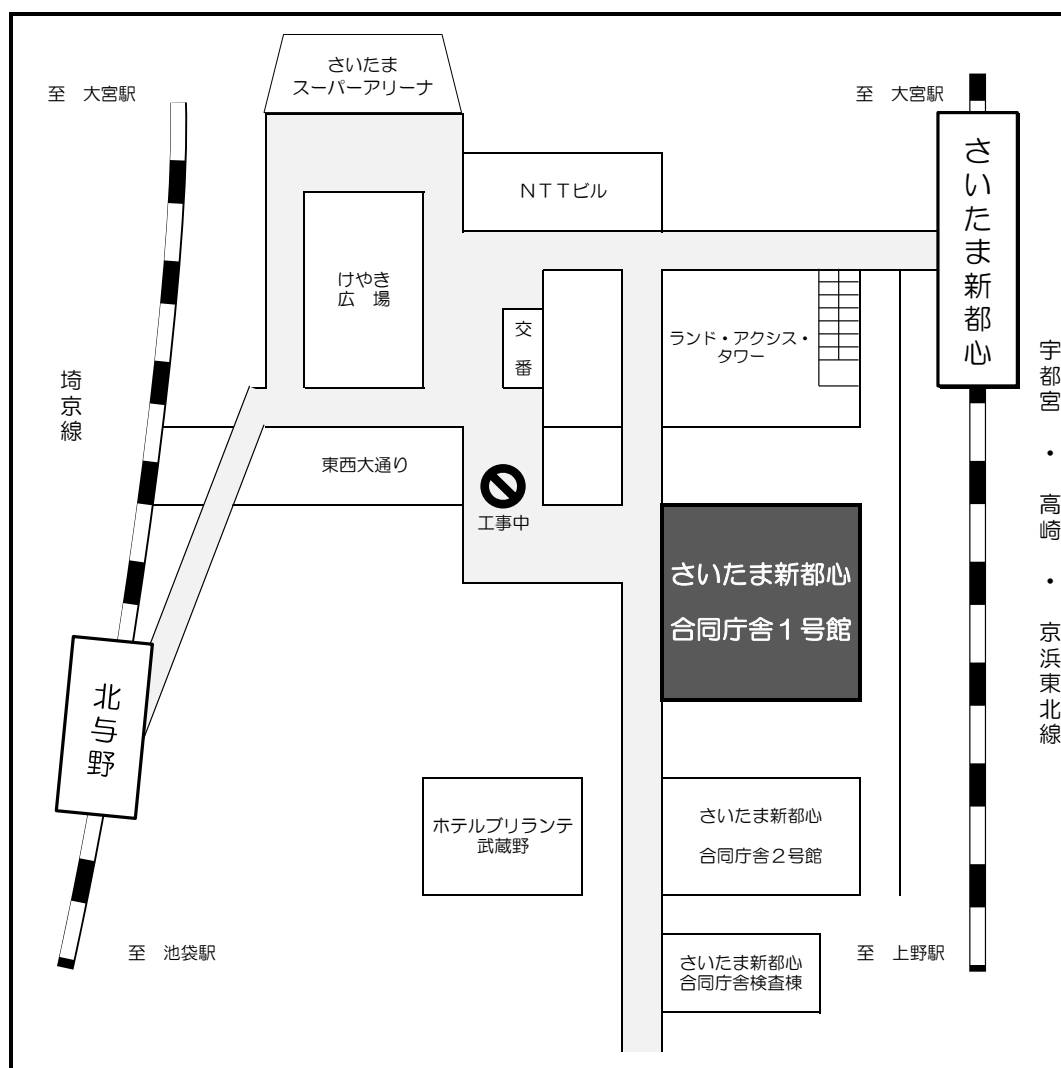 さいたま
スーパーアリーナ
至　大宮駅
至　大宮駅
さいたま新都心
NTTビル
けやき
広　場
交
番
ランド・アクシス・
タワー
埼京線
宇都宮　・　高崎　・　京浜東北線
東西大通り
工事中
さいたま新都心
合同庁舎1号館
北与野
ホテルブリランテ
武蔵野
さいたま新都心
合同庁舎2号館
至　池袋駅
さいたま新都心
合同庁舎検査棟
至　上野駅